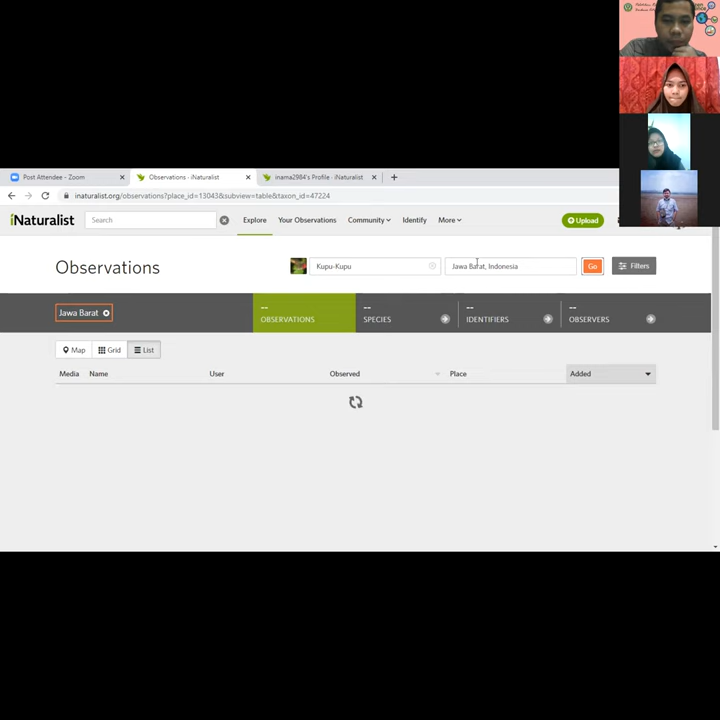 Post Attendee - Zoom
Observations · iNaturalist
inama2984's Profile · iNaturalist
inaturalist.org/observations?place_id=13043&subview=table&taxon_id=47224
iNaturalist
Search
Explore
Your Observations
Community
Identify
More
Upload
Observations
Kupu-Kupu
Jawa Barat, Indonesia
Go
Filters
Jawa Barat
-- OBSERVATIONS
-- SPECIES
-- IDENTIFIERS
-- OBSERVERS
Map
Grid
List
Media Name User Observed Place Added